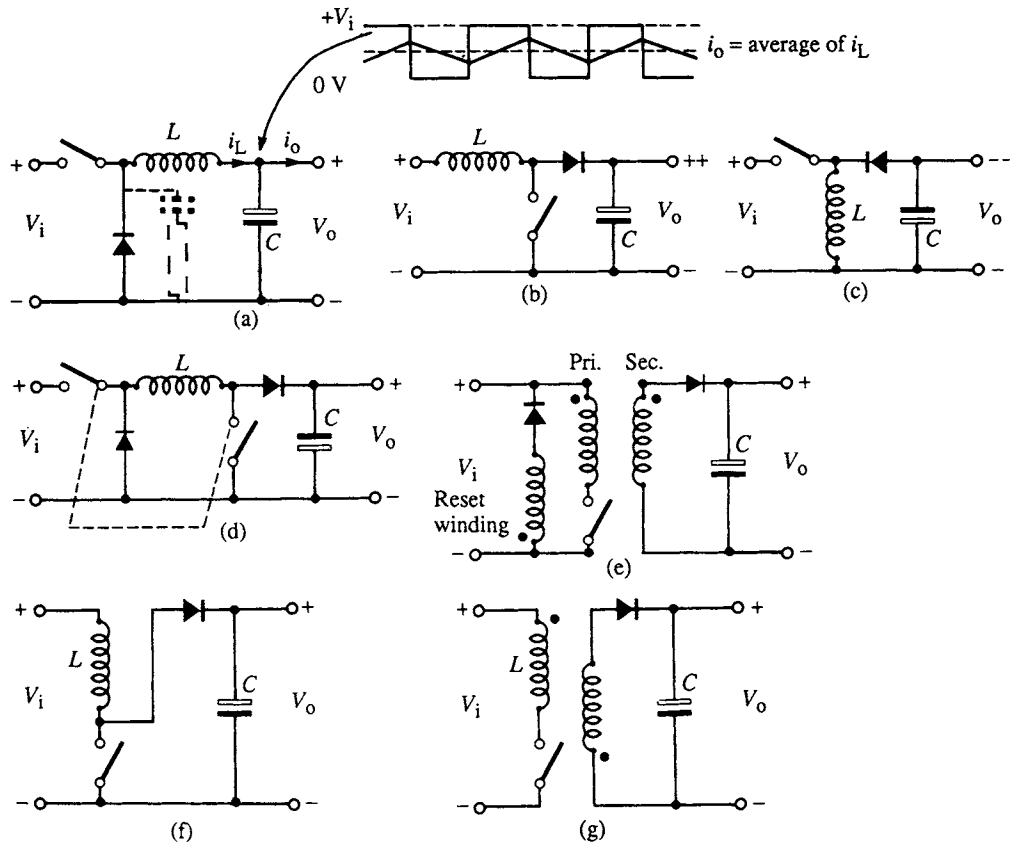 +Vi
0 V
io = average of iL
L iL io
+ +
Vi C Vo
- -
(a)
L
+ ++
Vi C Vo
- -
(b)
+ --
Vi L C Vo
- -
(c)
L
+ +
Vi C Vo
- -
(d)
Pri. Sec.
+ +
Vi C Vo
Reset
winding
- -
(e)
+ +
L
Vi C Vo
- -
(f)
+ +
L
Vi C Vo
- -
(g)